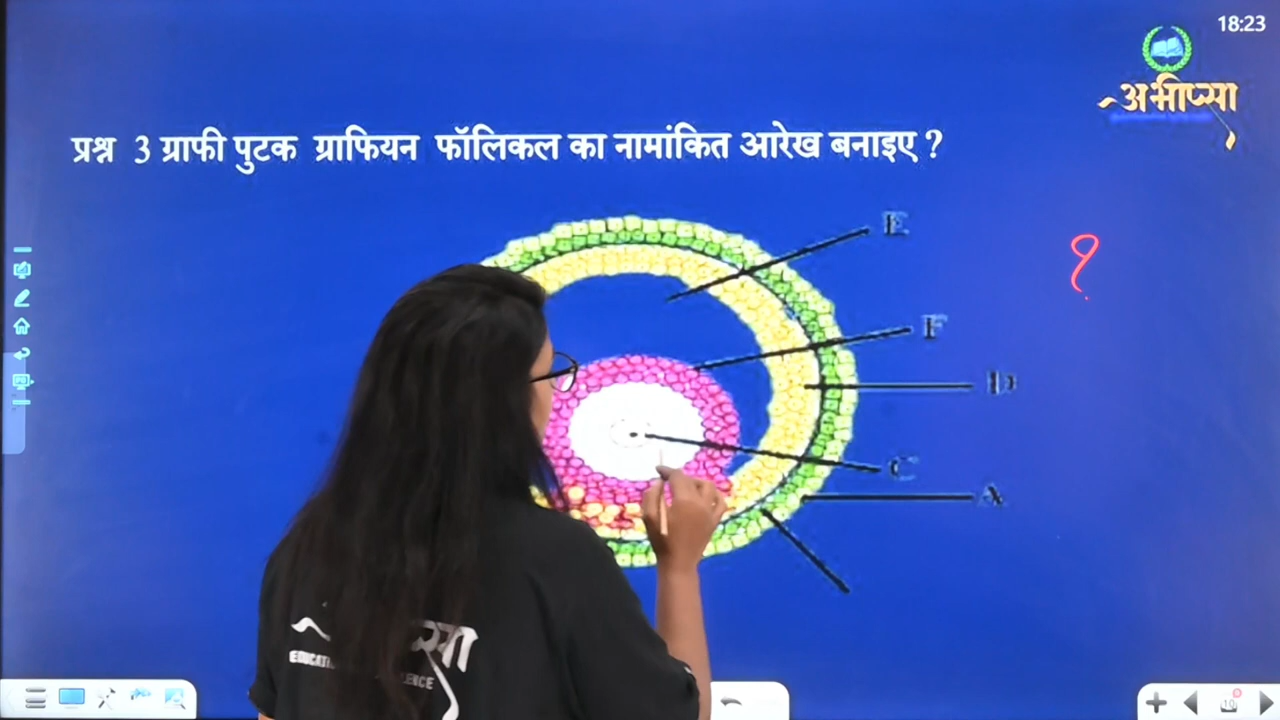 18:23
अभीप्सा
प्रश्न 3 ग्राफी पुटक ग्राफियन फॉलिकल का नामांकित आरेख बनाइए ?
E
F
D
C
A